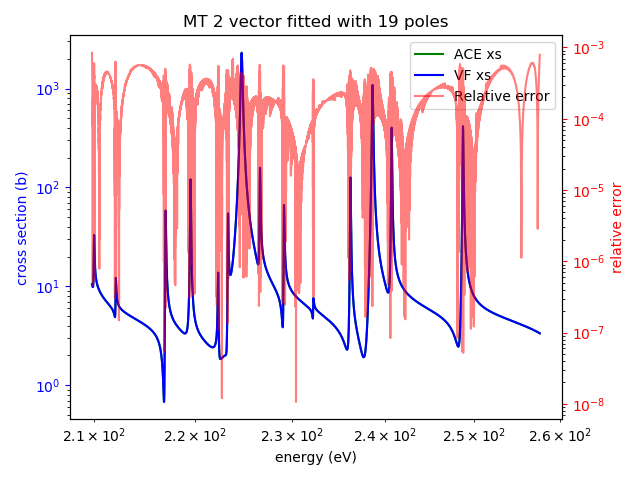 MT 2 vector fitted with 19 poles
ACE xs
VF xs
Relative error
cross section (b)
10³
10²
10¹
10⁰
relative error
10⁻³
10⁻⁴
10⁻⁵
10⁻⁶
10⁻⁷
10⁻⁸
2.1 × 10² 2.2 × 10² 2.3 × 10² 2.4 × 10² 2.5 × 10² 2.6 × 10²
energy (eV)